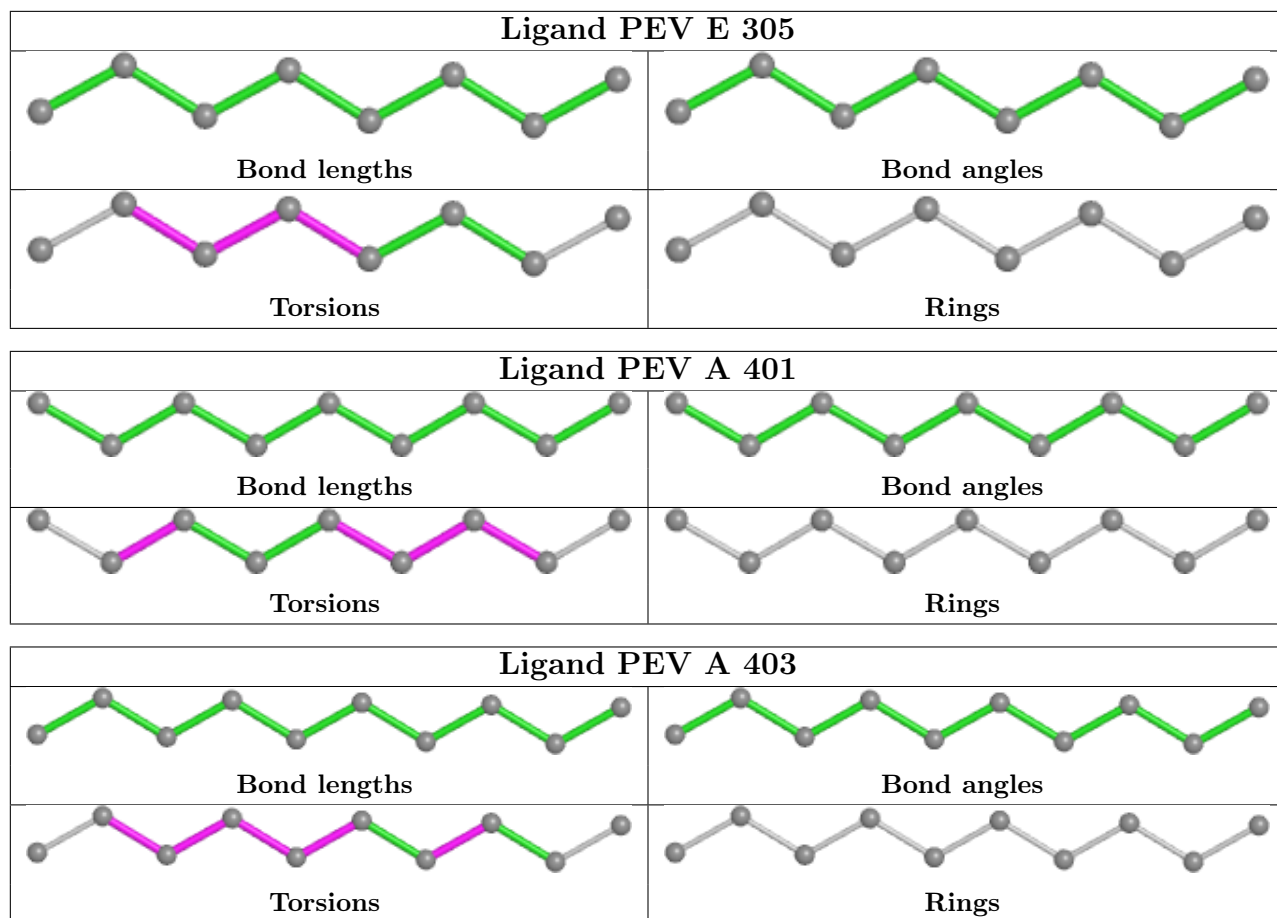 Ligand PEV E 305
Bond lengths Bond angles
Torsions Rings
Ligand PEV A 401
Bond lengths Bond angles
Torsions Rings
Ligand PEV A 403
Bond lengths Bond angles
Torsions Rings